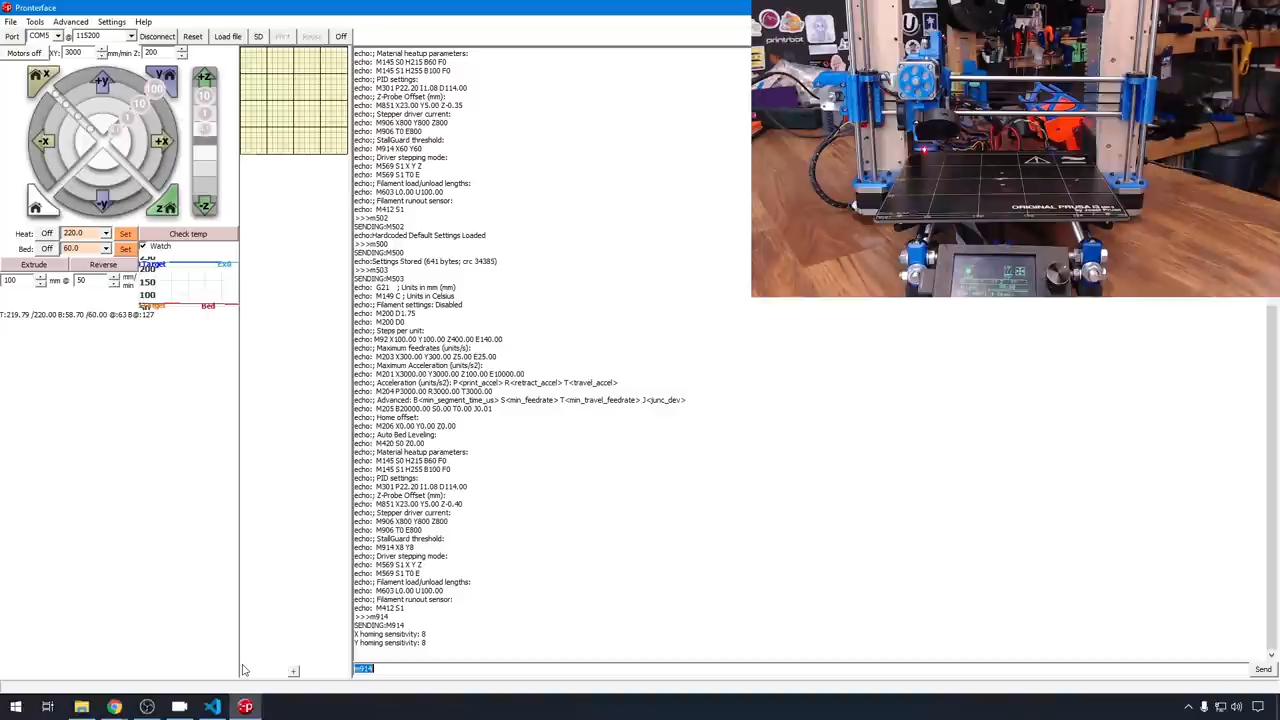 Pronterface
File Tools Advanced Settings Help
Port COM5 @ 115200 Disconnect Reset Load file SD Print Pause Off
Motors off XY: 3000 mm/min Z: 200
x y
+y +Z
100
10
-x +X
-y -Z
z
Heat: Off 220.0 Set Check temp
Bed: Off 60.0 Set Watch
Extrude Reverse
100 mm @ 50 mm/
min
Target Ex0
200
150
100
Bed
T:219.79 /220.00 B:58.70 /60.00 @:63 B@:127
echo:; Material heatup parameters:
echo: M145 S0 H215 B60 F0
echo: M145 S1 H255 B100 F0
echo:; PID settings:
echo: M301 P22.20 I1.08 D114.00
echo:; Z-Probe Offset (mm):
echo: M851 X23.00 Y5.00 Z-0.35
echo:; Stepper driver current:
echo: M906 X800 Y800 Z800
echo: M906 T0 E800
echo:; StallGuard threshold:
echo: M914 X60 Y60
echo:; Driver stepping mode:
echo: M569 S1 X Y Z
echo: M569 S1 T0 E
echo:; Filament load/unload lengths:
echo: M603 L0.00 U100.00
echo:; Filament runout sensor:
echo: M412 S1
>>>m502
SENDING:M502
echo:Hardcoded Default Settings Loaded
>>>m500
SENDING:M500
echo:Settings Stored (641 bytes; crc 34385)
>>>m503
SENDING:M503
echo: G21 ; Units in mm (mm)
echo: M149 C ; Units in Celsius
echo:; Filament settings: Disabled
echo: M200 D1.75
echo: M200 D0
echo:; Steps per unit:
echo: M92 X100.00 Y100.00 Z400.00 E140.00
echo:; Maximum feedrates (units/s):
echo: M203 X300.00 Y300.00 Z5.00 E25.00
echo:; Maximum Acceleration (units/s2):
echo: M201 X3000.00 Y3000.00 Z100.00 E10000.00
echo:; Acceleration (units/s2): P<print_accel> R<retract_accel> T<travel_accel>
echo: M204 P3000.00 R3000.00 T3000.00
echo:; Advanced: B<min_segment_time_us> S<min_feedrate> T<min_travel_feedrate> J<junc_dev>
echo: M205 B20000.00 S0.00 T0.00 J0.01
echo:; Home offset:
echo: M206 X0.00 Y0.00 Z0.00
echo:; Auto Bed Leveling:
echo: M420 S0 Z0.00
echo:; Material heatup parameters:
echo: M145 S0 H215 B60 F0
echo: M145 S1 H255 B100 F0
echo:; PID settings:
echo: M301 P22.20 I1.08 D114.00
echo:; Z-Probe Offset (mm):
echo: M851 X23.00 Y5.00 Z-0.40
echo:; Stepper driver current:
echo: M906 X800 Y800 Z800
echo: M906 T0 E800
echo:; StallGuard threshold:
echo: M914 X8 Y8
echo:; Driver stepping mode:
echo: M569 S1 X Y Z
echo: M569 S1 T0 E
echo:; Filament load/unload lengths:
echo: M603 L0.00 U100.00
echo:; Filament runout sensor:
echo: M412 S1
>>>m914
SENDING:M914
X homing sensitivity: 8
Y homing sensitivity: 8
m914
Send
printrbot
ORIGINAL PRUSA i3